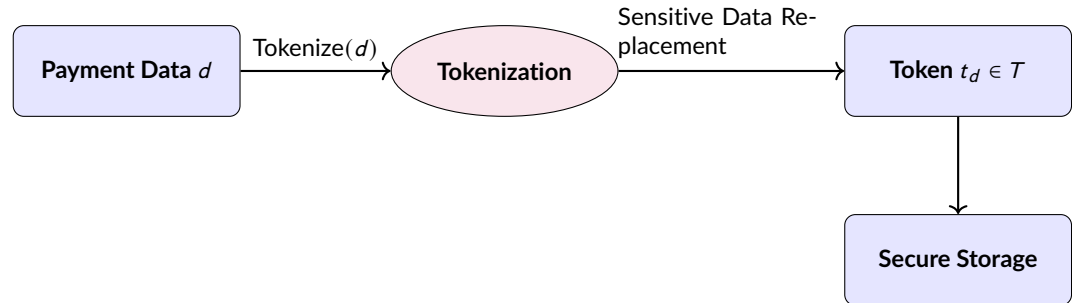 Payment Data d
Tokenize(d)
Tokenization
Sensitive Data Re-
placement
Token t_d ∈ T
Secure Storage